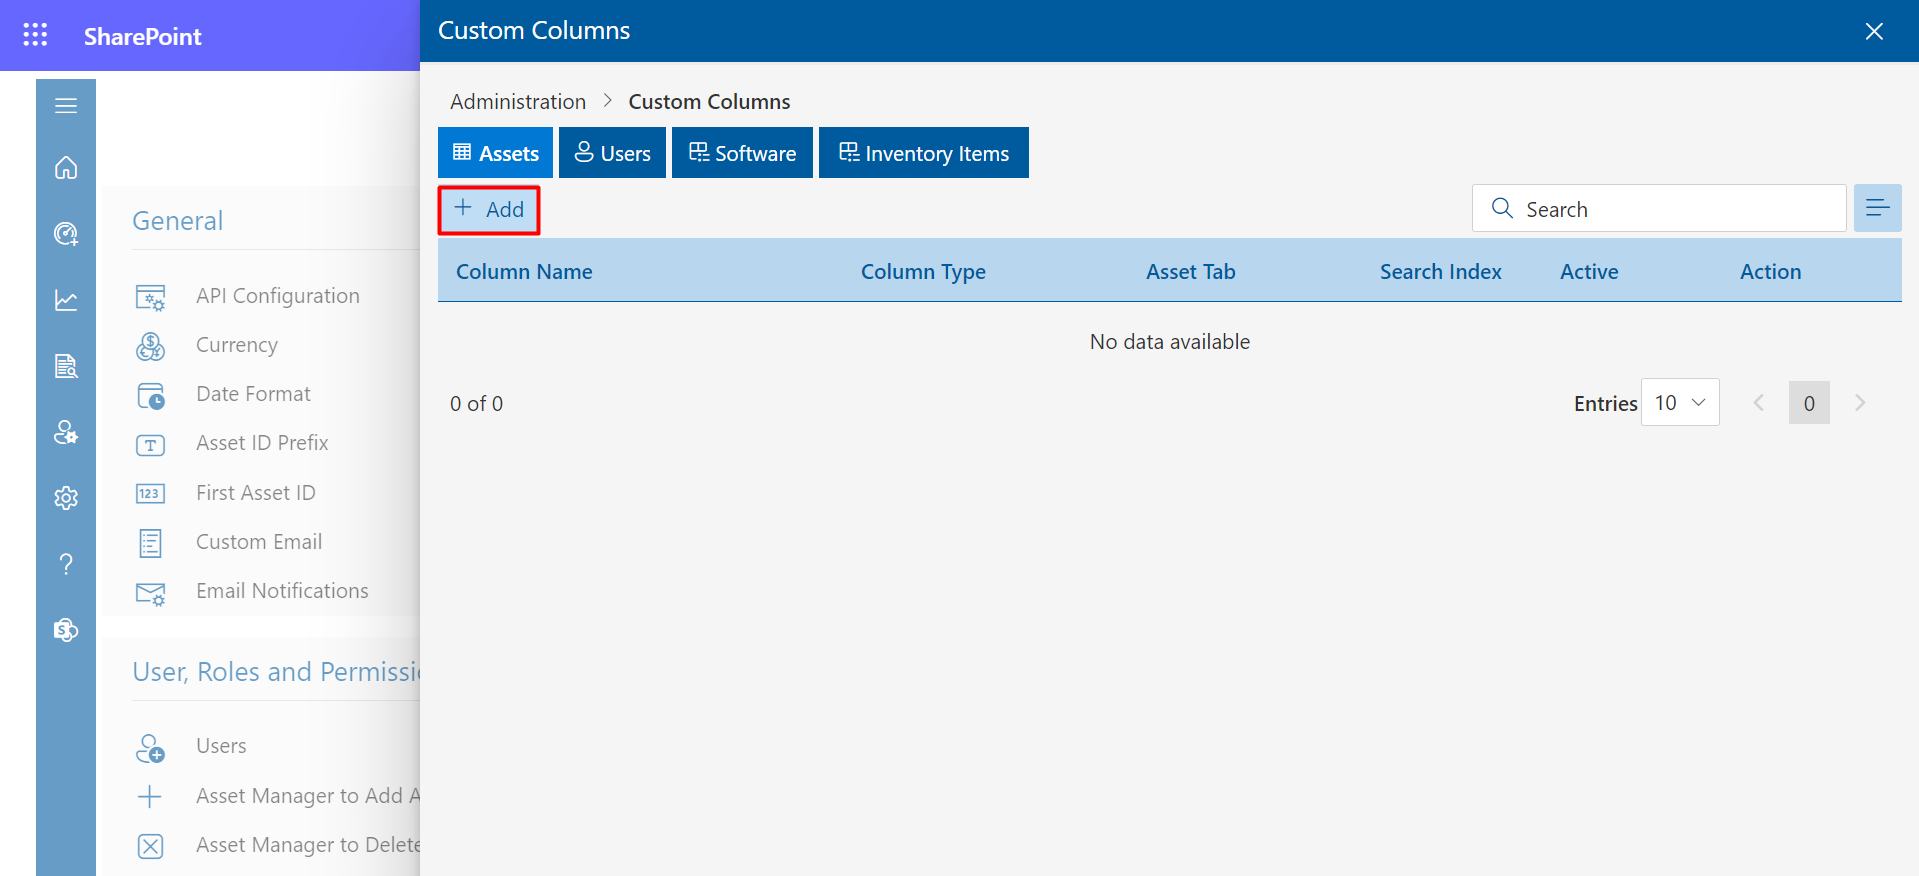 SharePoint
Custom Columns
Administration > Custom Columns
Assets Users Software Inventory Items
+ Add
Search
Column Name Column Type Asset Tab Search Index Active Action
No data available
0 of 0
Entries 10 < 0 >
General
API Configuration
Currency
Date Format
Asset ID Prefix
First Asset ID
Custom Email
Email Notifications
User, Roles and Permissi
Users
Asset Manager to Add A
Asset Manager to Delete